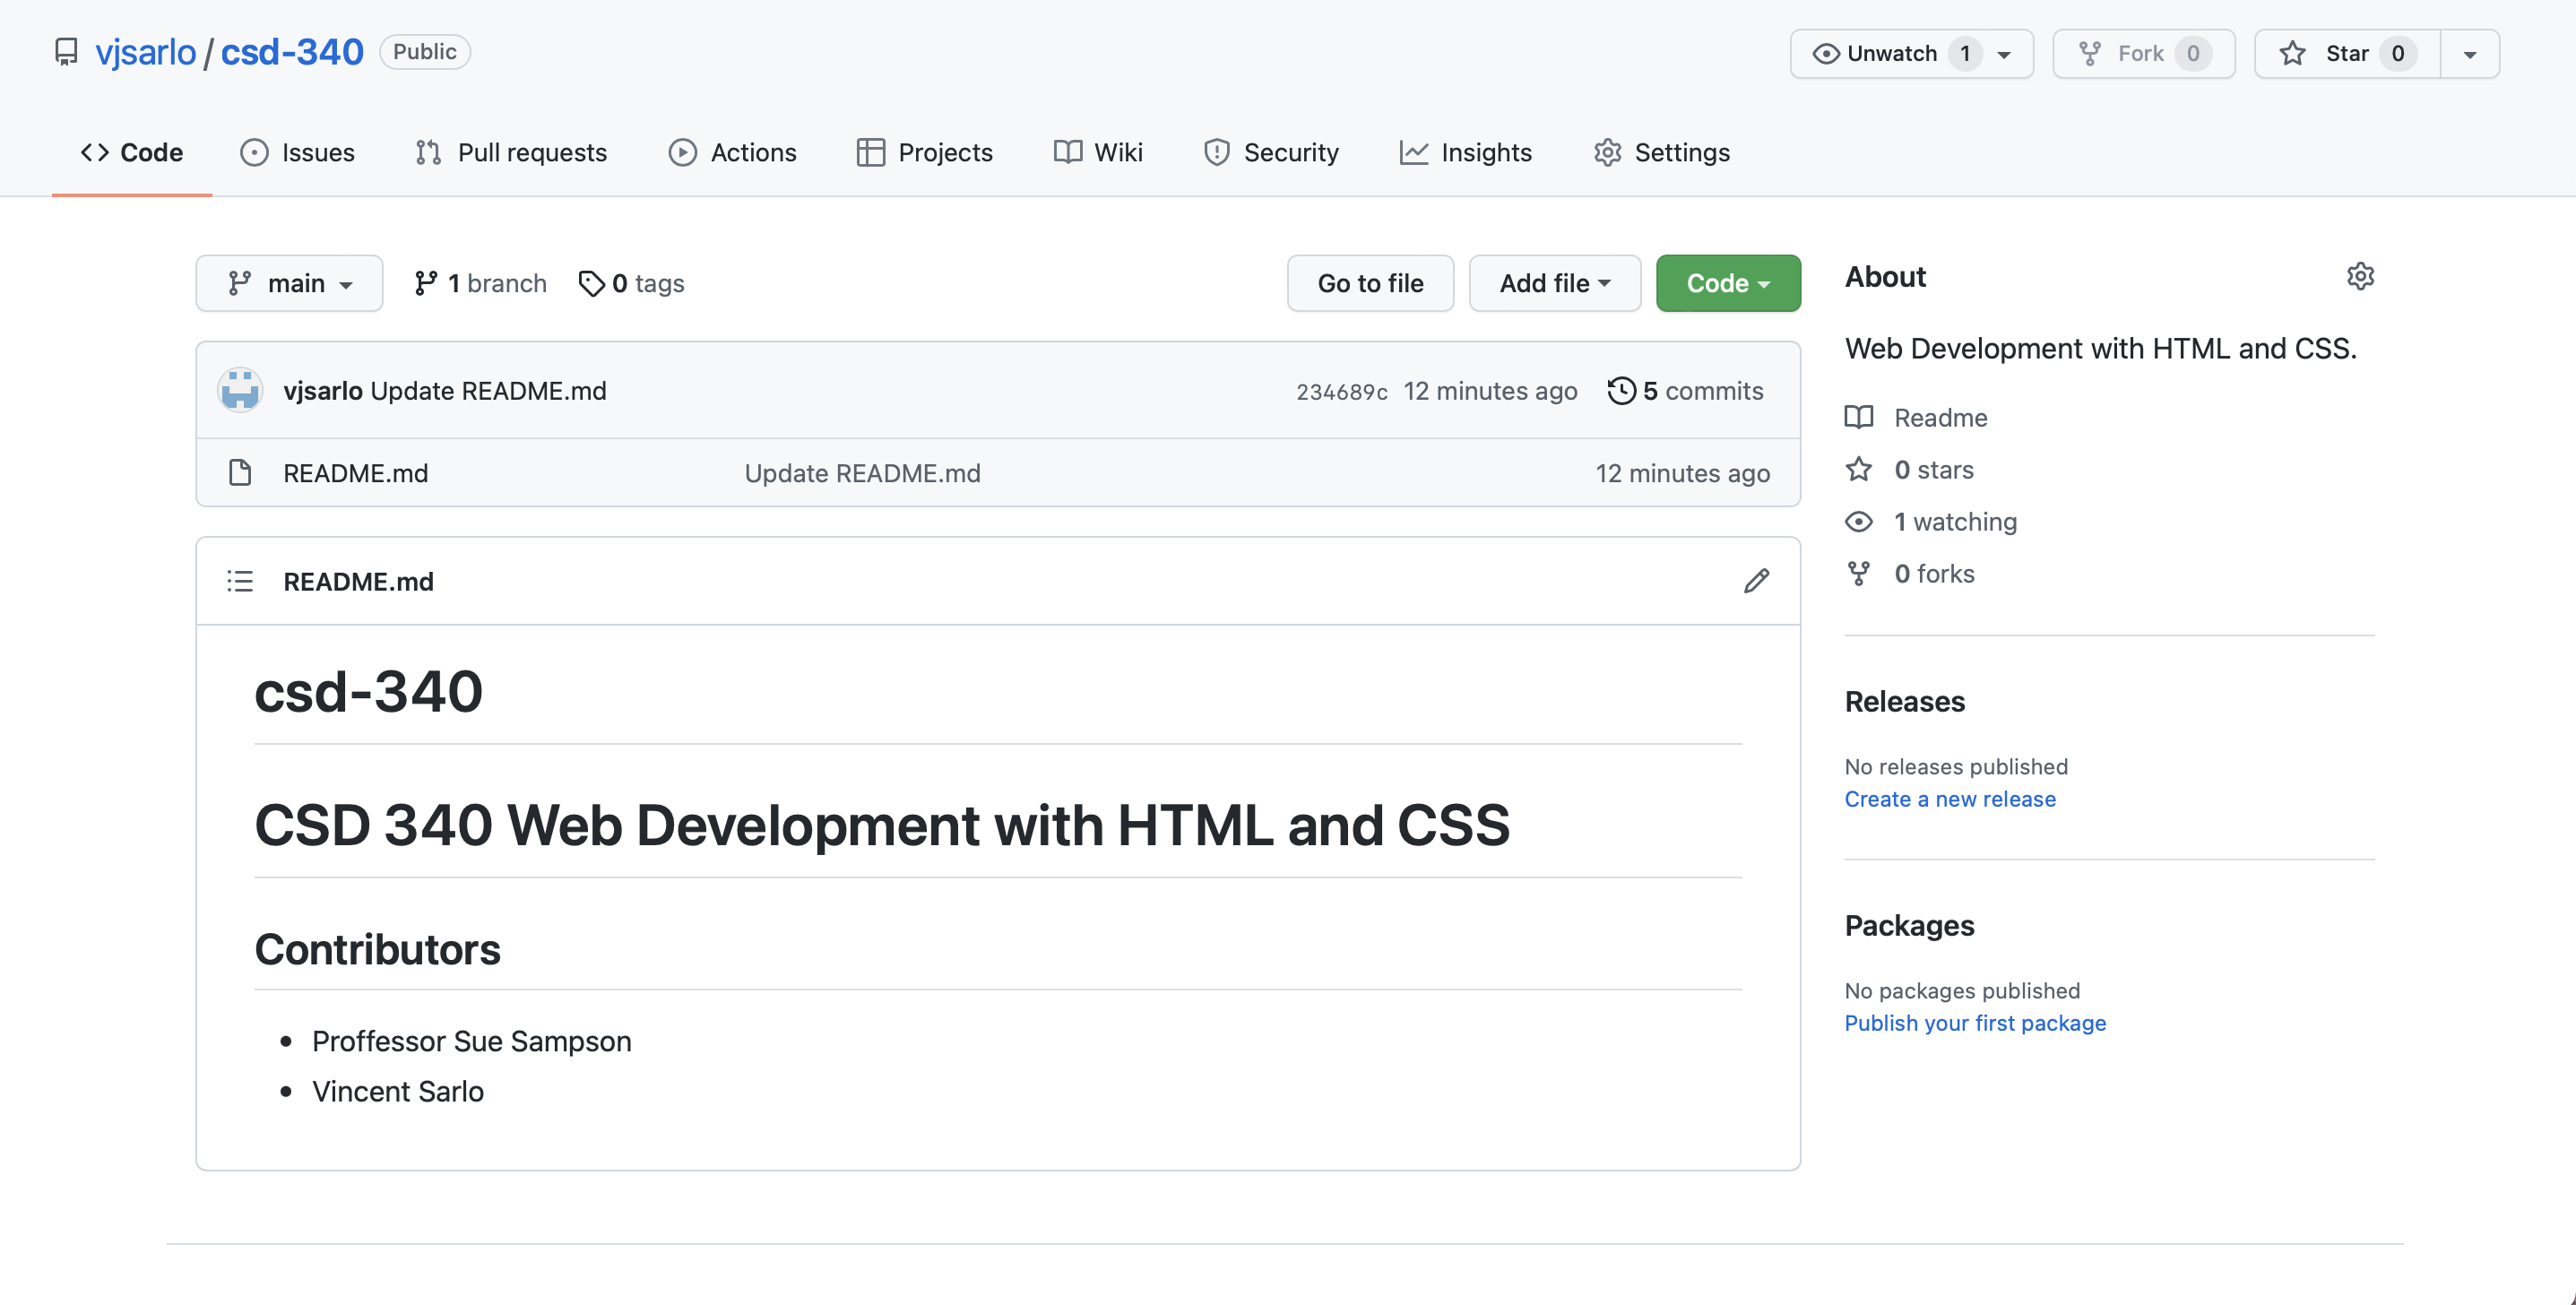 vjsarlo / csd-340 Public
Unwatch 1 Fork 0 Star 0
Code Issues Pull requests Actions Projects Wiki Security Insights Settings
main 1 branch 0 tags Go to file Add file Code
vjsarlo Update README.md 234689c 12 minutes ago 5 commits
README.md Update README.md 12 minutes ago
README.md
csd-340
CSD 340 Web Development with HTML and CSS
Contributors
Proffessor Sue Sampson
Vincent Sarlo
About
Web Development with HTML and CSS.
Readme
0 stars
1 watching
0 forks
Releases
No releases published
Create a new release
Packages
No packages published
Publish your first package